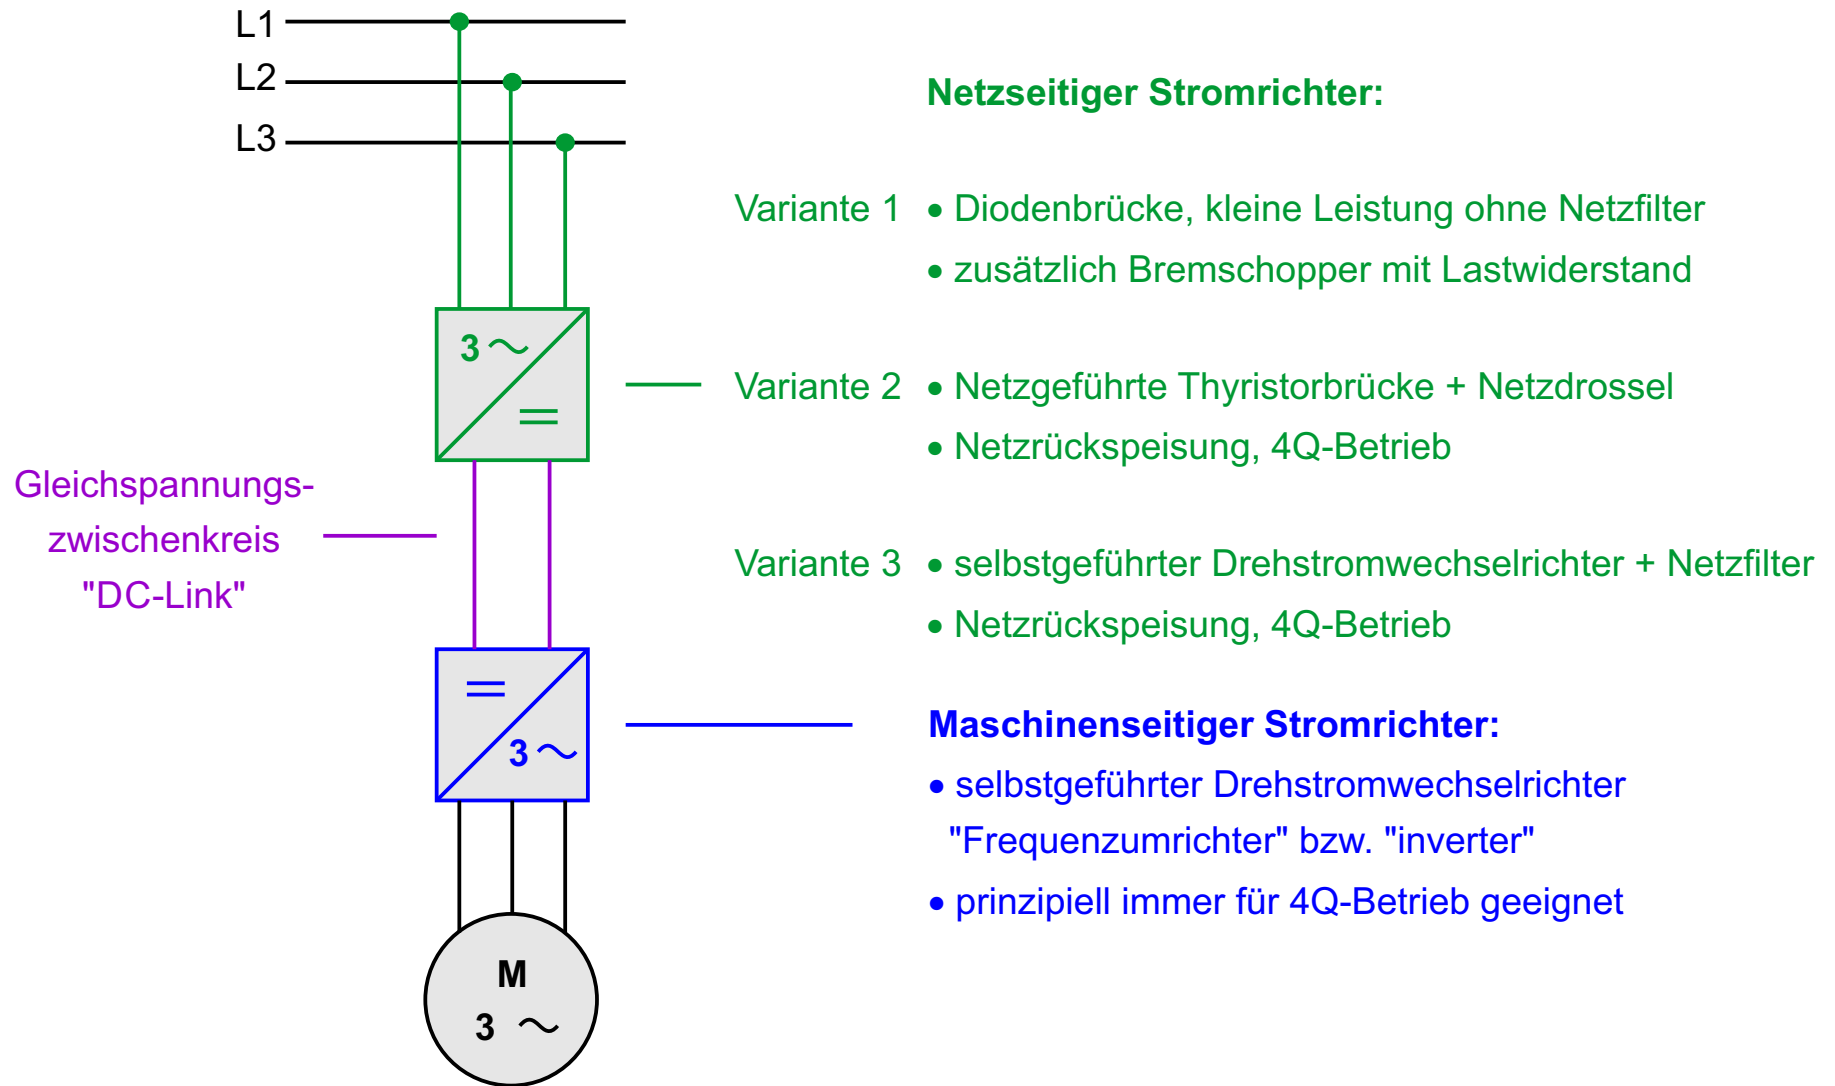 L1
L2
L3
Netzseitiger Stromrichter:
Variante 1 • Diodenbrücke, kleine Leistung ohne Netzfilter
• zusätzlich Bremschopper mit Lastwiderstand
3 ~
=
Variante 2 • Netzgeführte Thyristorbrücke + Netzdrossel
• Netzrückspeisung, 4Q-Betrieb
Gleichspannungs-
zwischenkreis
"DC-Link"
Variante 3 • selbstgeführter Drehstromwechselrichter + Netzfilter
• Netzrückspeisung, 4Q-Betrieb
=
3 ~
Maschinenseitiger Stromrichter:
• selbstgeführter Drehstromwechselrichter
"Frequenzumrichter" bzw. "inverter"
• prinzipiell immer für 4Q-Betrieb geeignet
M
3 ~